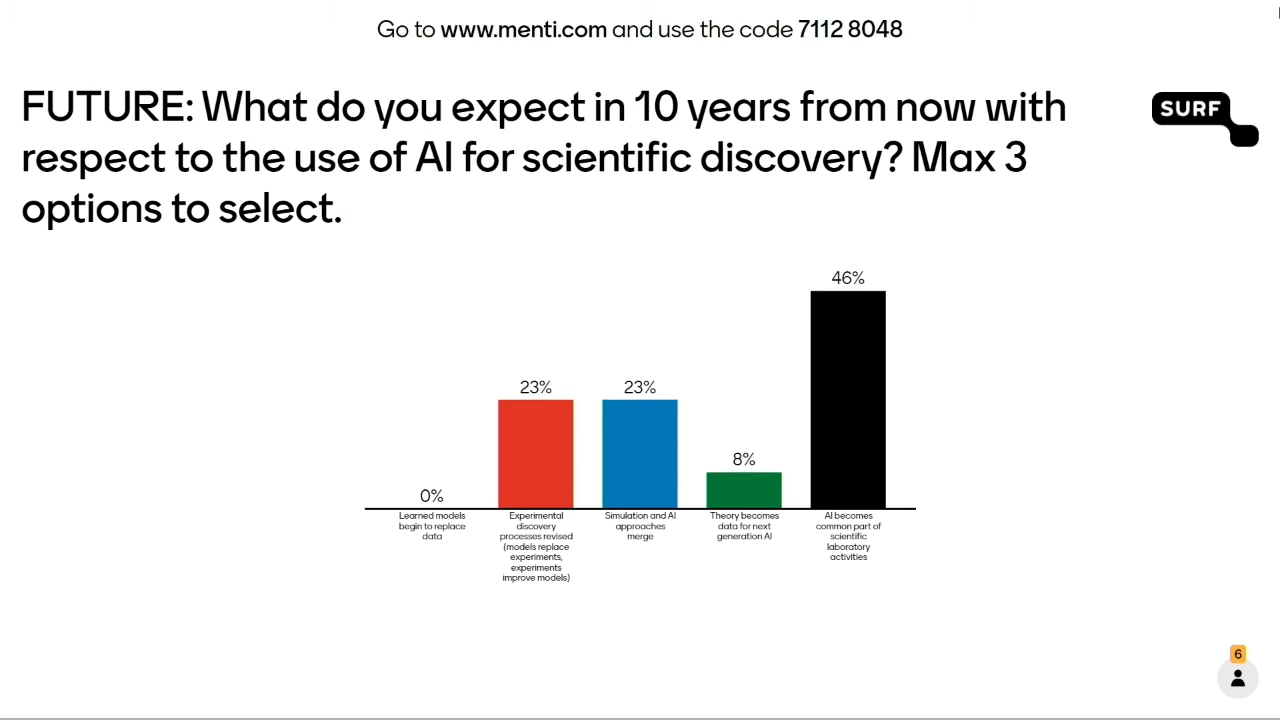 Go to www.menti.com and use the code 7112 8048
FUTURE: What do you expect in 10 years from now with
respect to the use of AI for scientific discovery? Max 3
options to select.
SURF
46%
23%
23%
8%
0%
Learned models
begin to replace
data
Experimental
discovery
processes revised
(models replace
experiments,
experiments
improve models)
Simulation and AI
approaches
merge
Theory becomes
data for next
generation AI
AI becomes
common part of
scientific
laboratory
activities
6